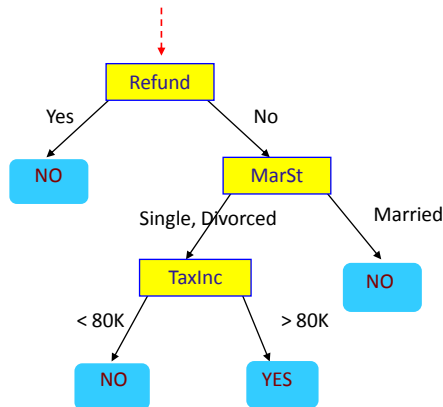 Refund
Yes
No
NO
MarSt
Single, Divorced
Married
TaxInc
NO
< 80K
> 80K
NO
YES